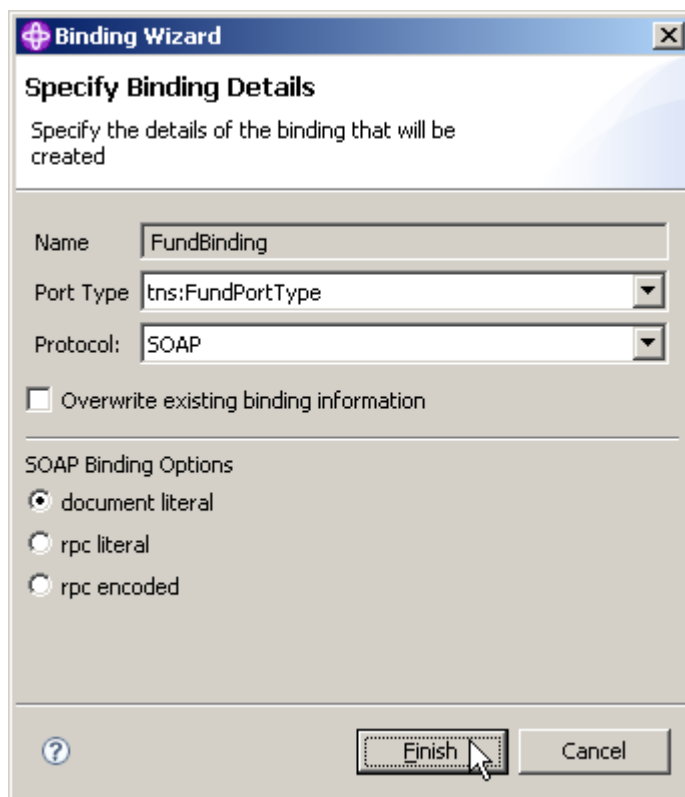 Binding Wizard
Specify Binding Details
Specify the details of the binding that will be
created
Name FundBinding
Port Type tns:FundPortType
Protocol: SOAP
Overwrite existing binding information
SOAP Binding Options
document literal
rpc literal
rpc encoded
? Finish Cancel